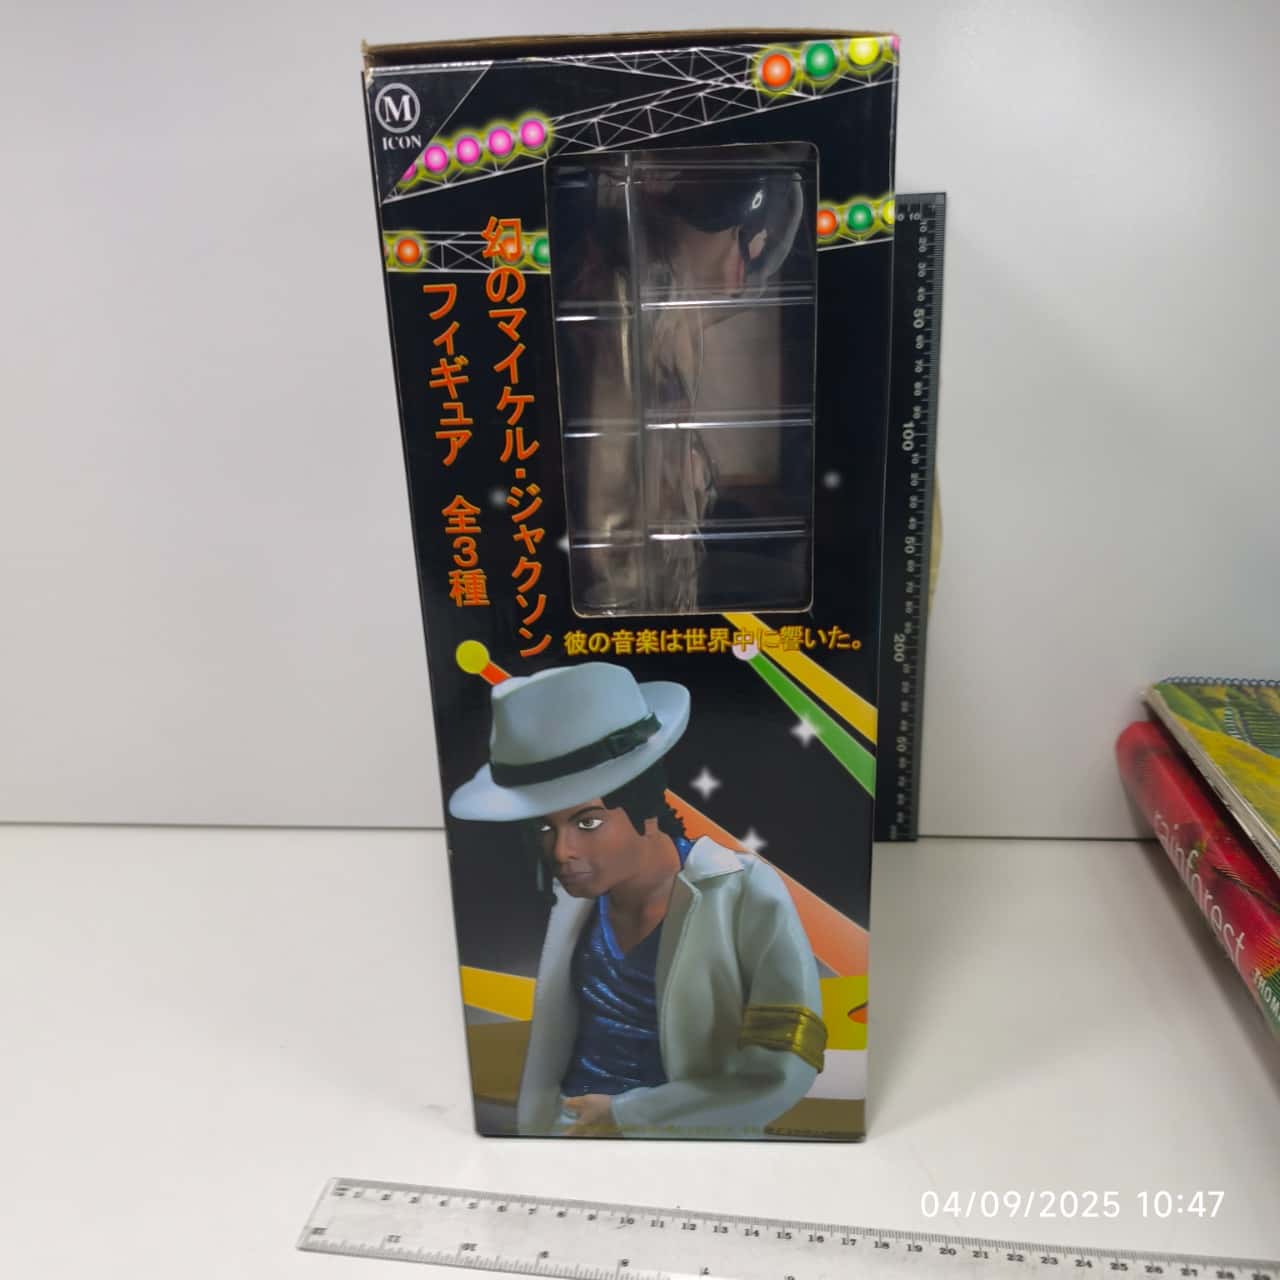 M
ICON
幻のマイケル・ジャクソン
フィギュア 全3種
彼の音楽は世界中に響いた。
rainforest
THOM
04/09/2025 10:47